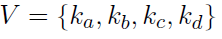 V = {k_a, k_b, k_c, k_d}